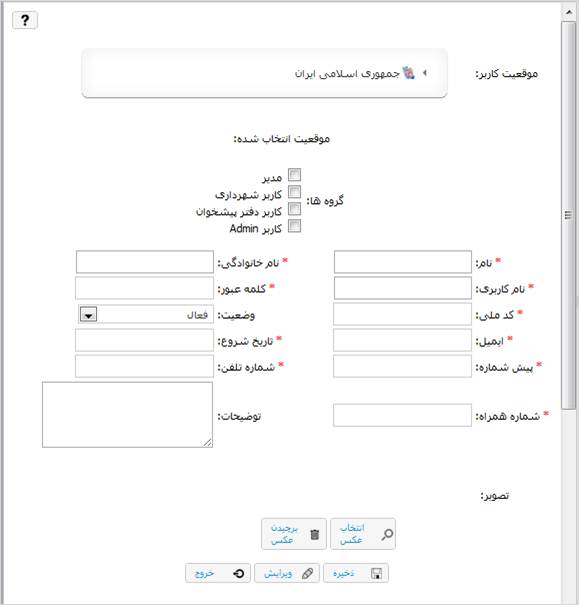 ?
موقعیت کاربر:
جمهوری اسلامی ایران
موقعیت انتخاب شده:
گروه ها:
مدیر
کاربر شهرداری
کاربر دفتر پیشخوان
کاربر Admin
* نام:
* نام خانوادگی:
* نام کاربری:
* کلمه عبور:
* کد ملی:
وضعیت: فعال
* ایمیل:
* تاریخ شروع:
* پیش شماره:
* شماره تلفن:
* شماره همراه:
توضیحات:
تصویر:
انتخاب
عکس
برچیدن
عکس
ذخیره
ویرایش
خروج